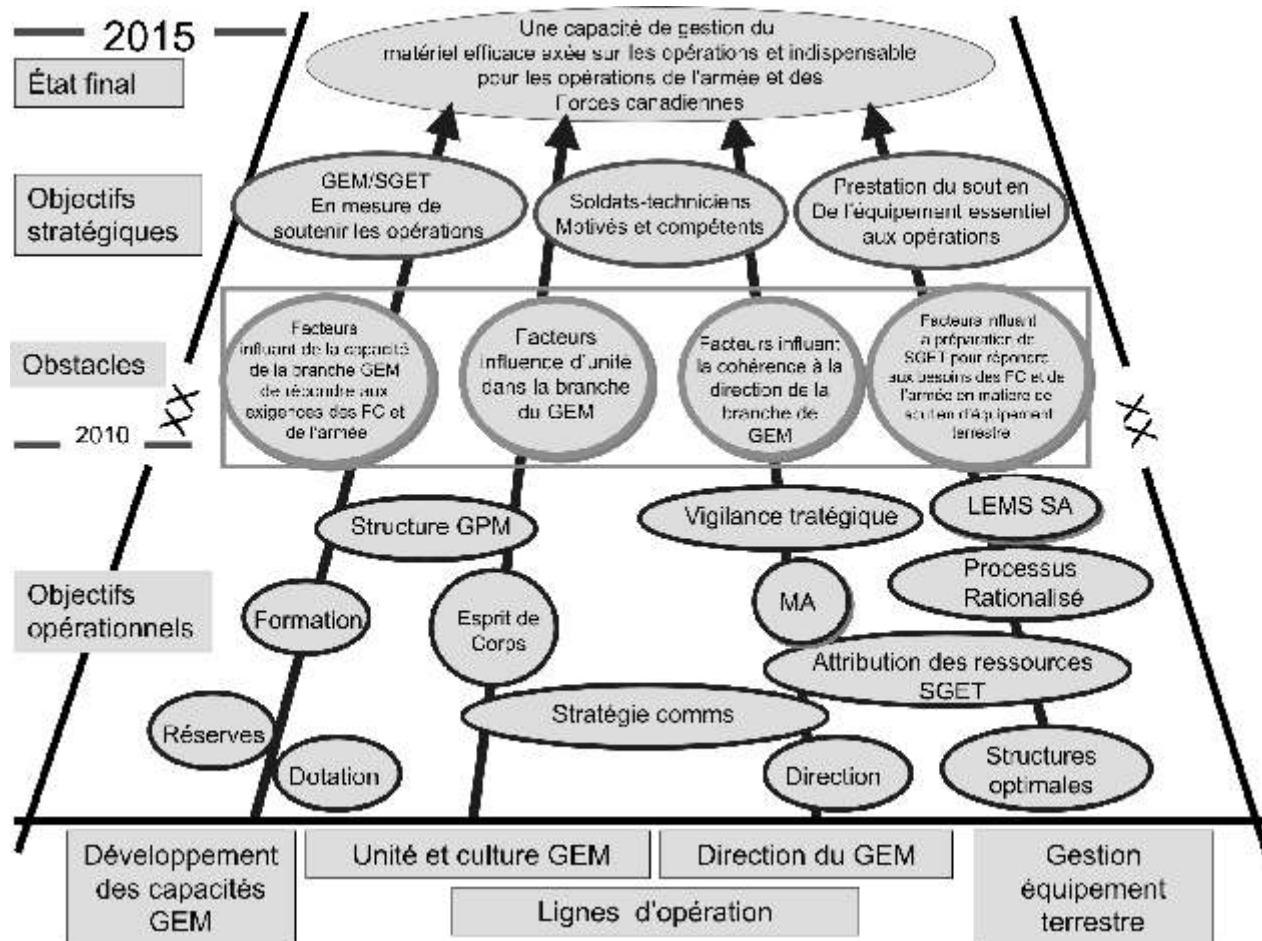 2015
État final
Une capacité de gestion du
matériel efficace axée sur les opérations et indispensable
pour les opérations de l'armée et des
Forces canadiennes
Objectifs
stratégiques
GEM/SGET
En mesure de
soutenir les opérations
Soldats-techniciens
Motivés et compétents
Prestation du sout en
De l'équipement essentiel
aux opérations
Obstacles
2010
XX
Facteurs
influant de la capacité
de la branche GEM
de répondre aux
exigences des FC et
de l'armée
Facteurs
influence d'unité
dans la branche
du GEM
Facteurs influant
la cohérence à la
direction de la
branche de
GEM
Facteurs influant
a préparation de
SGET pour répondre
aux besoins des FC et de
l'armée en matière de
soutien d'équipement
terrestre
XX
Objectifs
opérationnels
Structure GPM
Vigilance tratégique
LEMS SA
Formation
Esprit de
Corps
MA
Processus
Rationalisé
Attribution des ressources
SGET
Réserves
Dotation
Stratégie comms
Direction
Structures
optimales
Développement
des capacités
GEM
Unité et culture GEM
Direction du GEM
Gestion
équipement
terrestre
Lignes d'opération